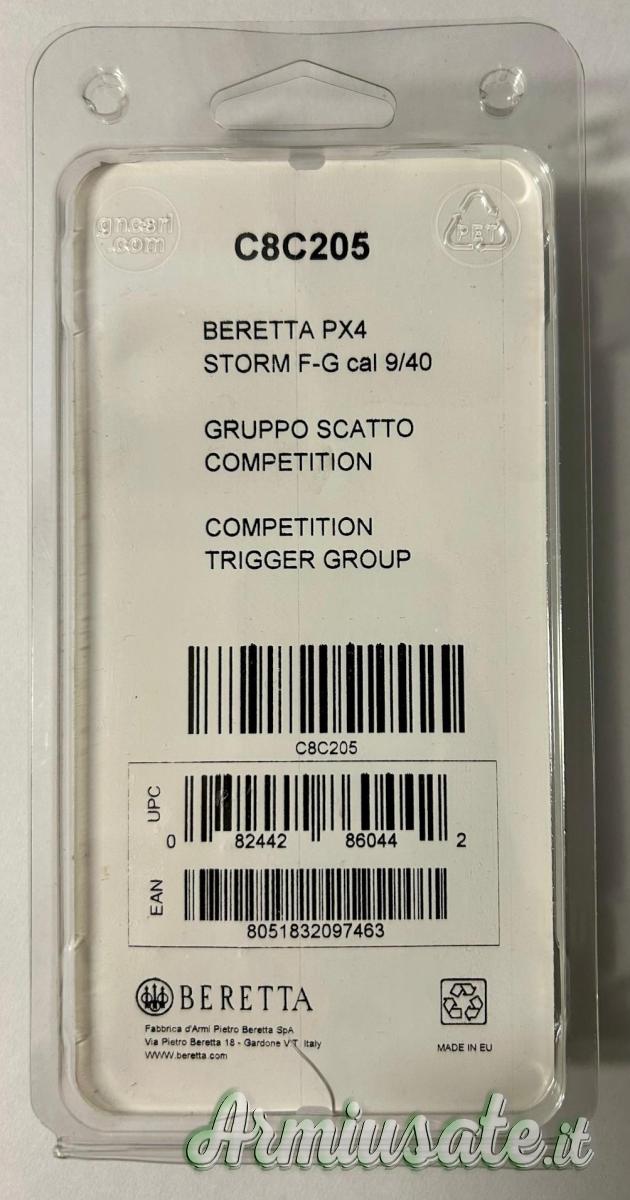 gncsrl
.com
PET
C8C205
BERETTA PX4
STORM F-G cal 9/40
GRUPPO SCATTO
COMPETITION
COMPETITION
TRIGGER GROUP
C8C205
UPC
0 82442 86044 2
EAN
8051832097463
BERETTA
Fabbrica d'Armi Pietro Beretta SpA
Via Pietro Beretta 18 - Gardone V.T. Italy
www.beretta.com
MADE IN EU
Armiusate.it